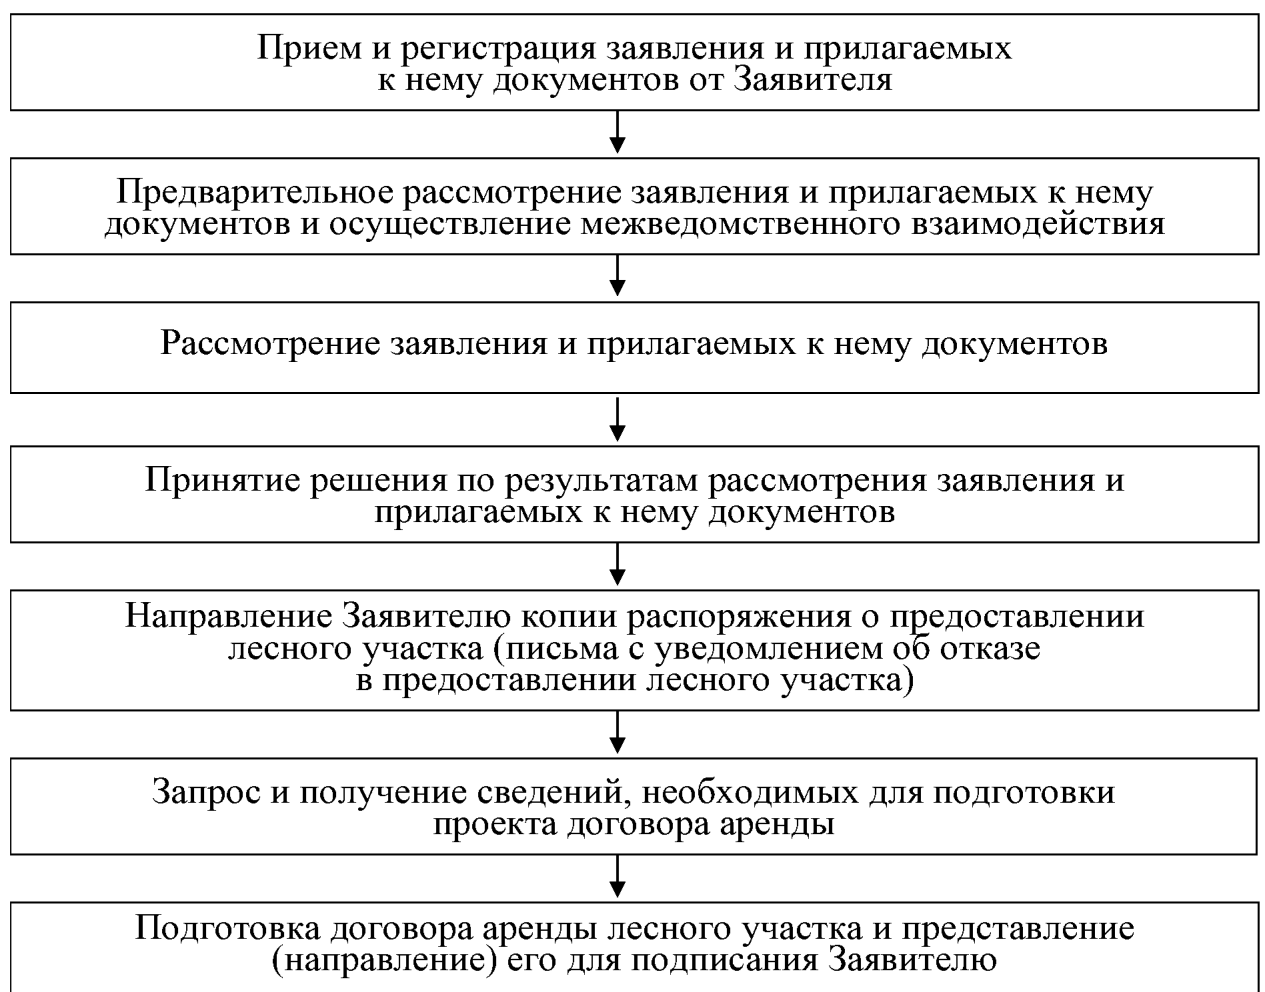 Прием и регистрация заявления и прилагаемых
к нему документов от Заявителя
Предварительное рассмотрение заявления и прилагаемых к нему
документов и осуществление межведомственного взаимодействия
Рассмотрение заявления и прилагаемых к нему документов
Принятие решения по результатам рассмотрения заявления и
прилагаемых к нему документов
Направление Заявителю копии распоряжения о предоставлении
лесного участка (письма с уведомлением об отказе
в предоставлении лесного участка)
Запрос и получение сведений, необходимых для подготовки
проекта договора аренды
Подготовка договора аренды лесного участка и представление
(направление) его для подписания Заявителю